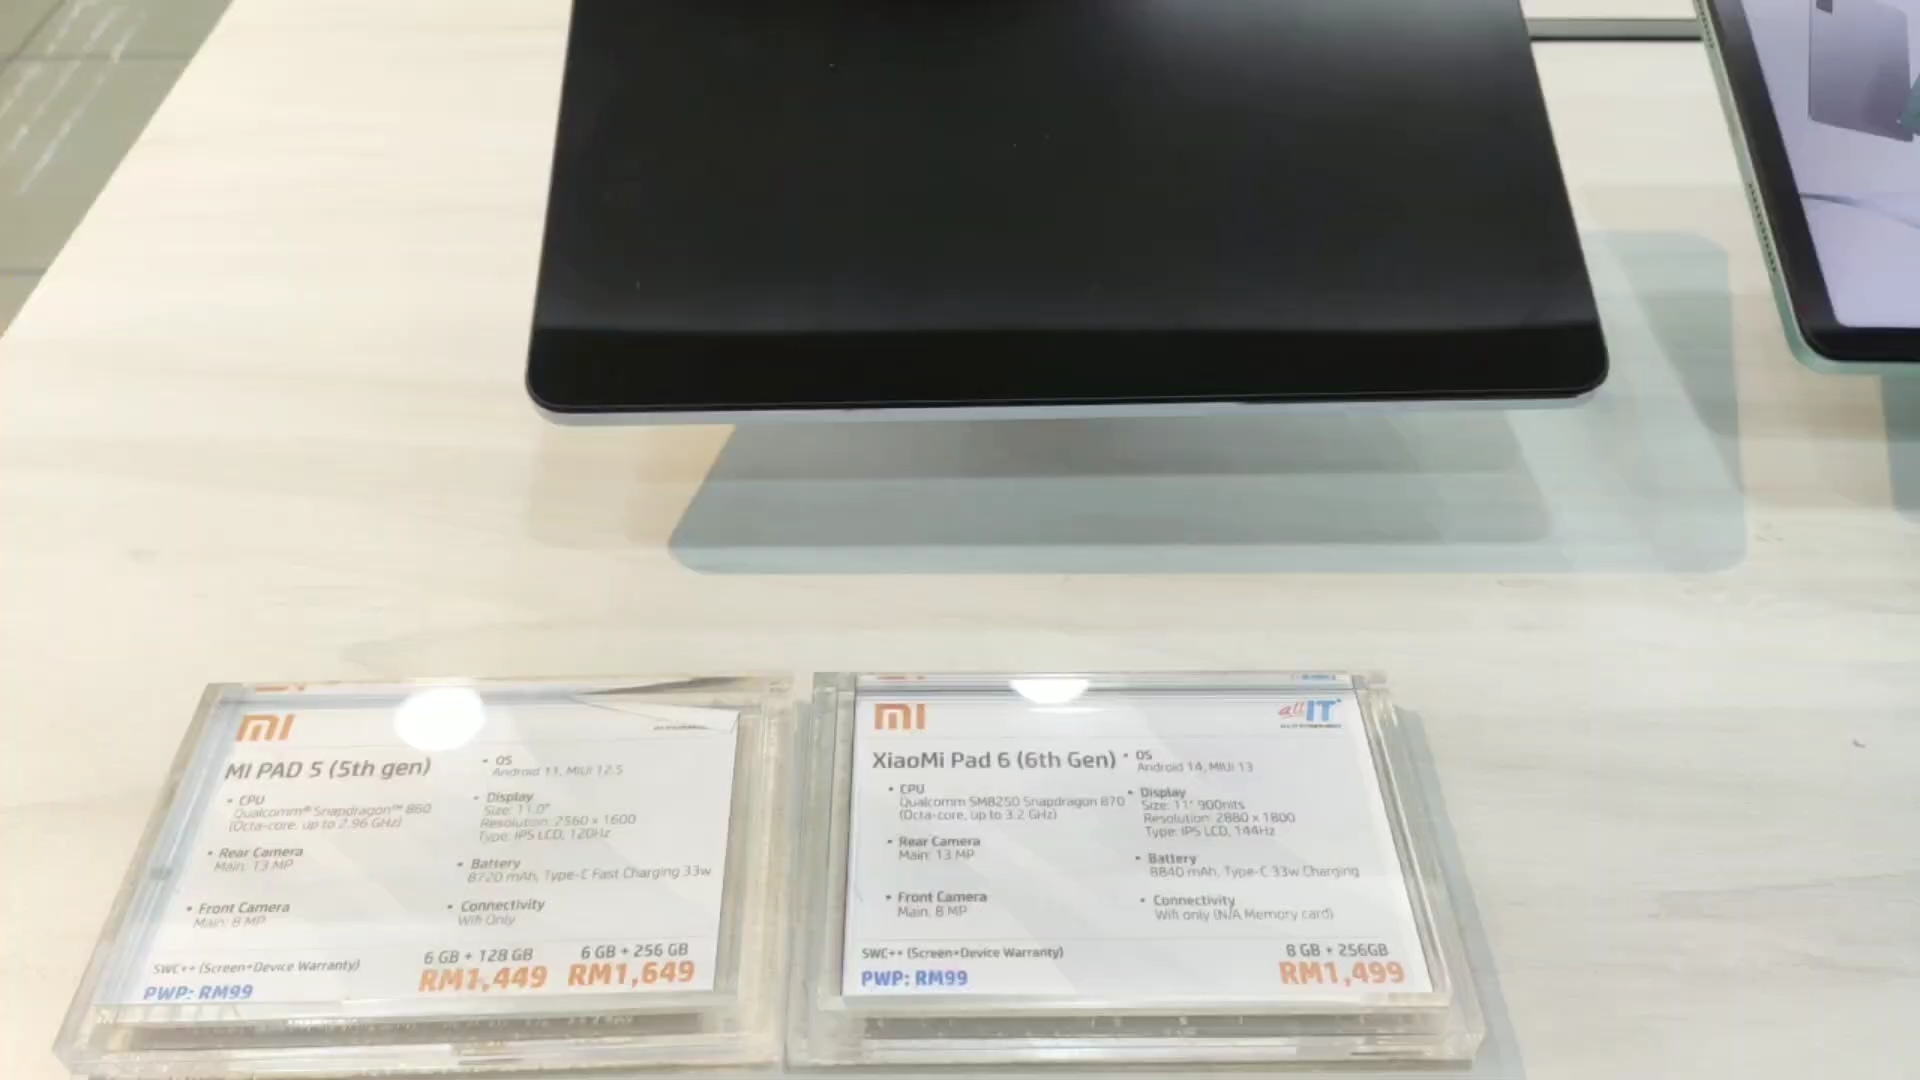 MI
MI PAD 5 (5th gen)
• CPU
Qualcomm® Snapdragon™ 860
(Octa-core, up to 2.96 GHz)
• Rear Camera
Main: 13 MP
• Front Camera
Main: 8 MP
• OS
Android 11, MIUI 12.5
• Display
Size: 11.0"
Resolution: 2560 x 1600
Type: IPS LCD, 120Hz
• Battery
8720 mAh, Type-C Fast Charging 33w
• Connectivity
Wifi Only
SWC++ (Screen+Device Warranty)
PWP: RM99
6 GB + 128 GB
RM1,449
6 GB + 256 GB
RM1,649
MI
all IT
XiaoMi Pad 6 (6th Gen)
• CPU
Qualcomm SM8250 Snapdragon 870
(Octa-core, up to 3.2 GHz)
• Rear Camera
Main: 13 MP
• Front Camera
Main: 8 MP
• OS
Android 14, MIUI 13
• Display
Size: 11" 900nits
Resolution: 2880 x 1800
Type: IPS LCD, 144Hz
• Battery
8840 mAh, Type-C 33w Charging
• Connectivity
Wifi only (N/A Memory card)
SWC++ (Screen+Device Warranty)
PWP: RM99
8 GB + 256GB
RM1,499